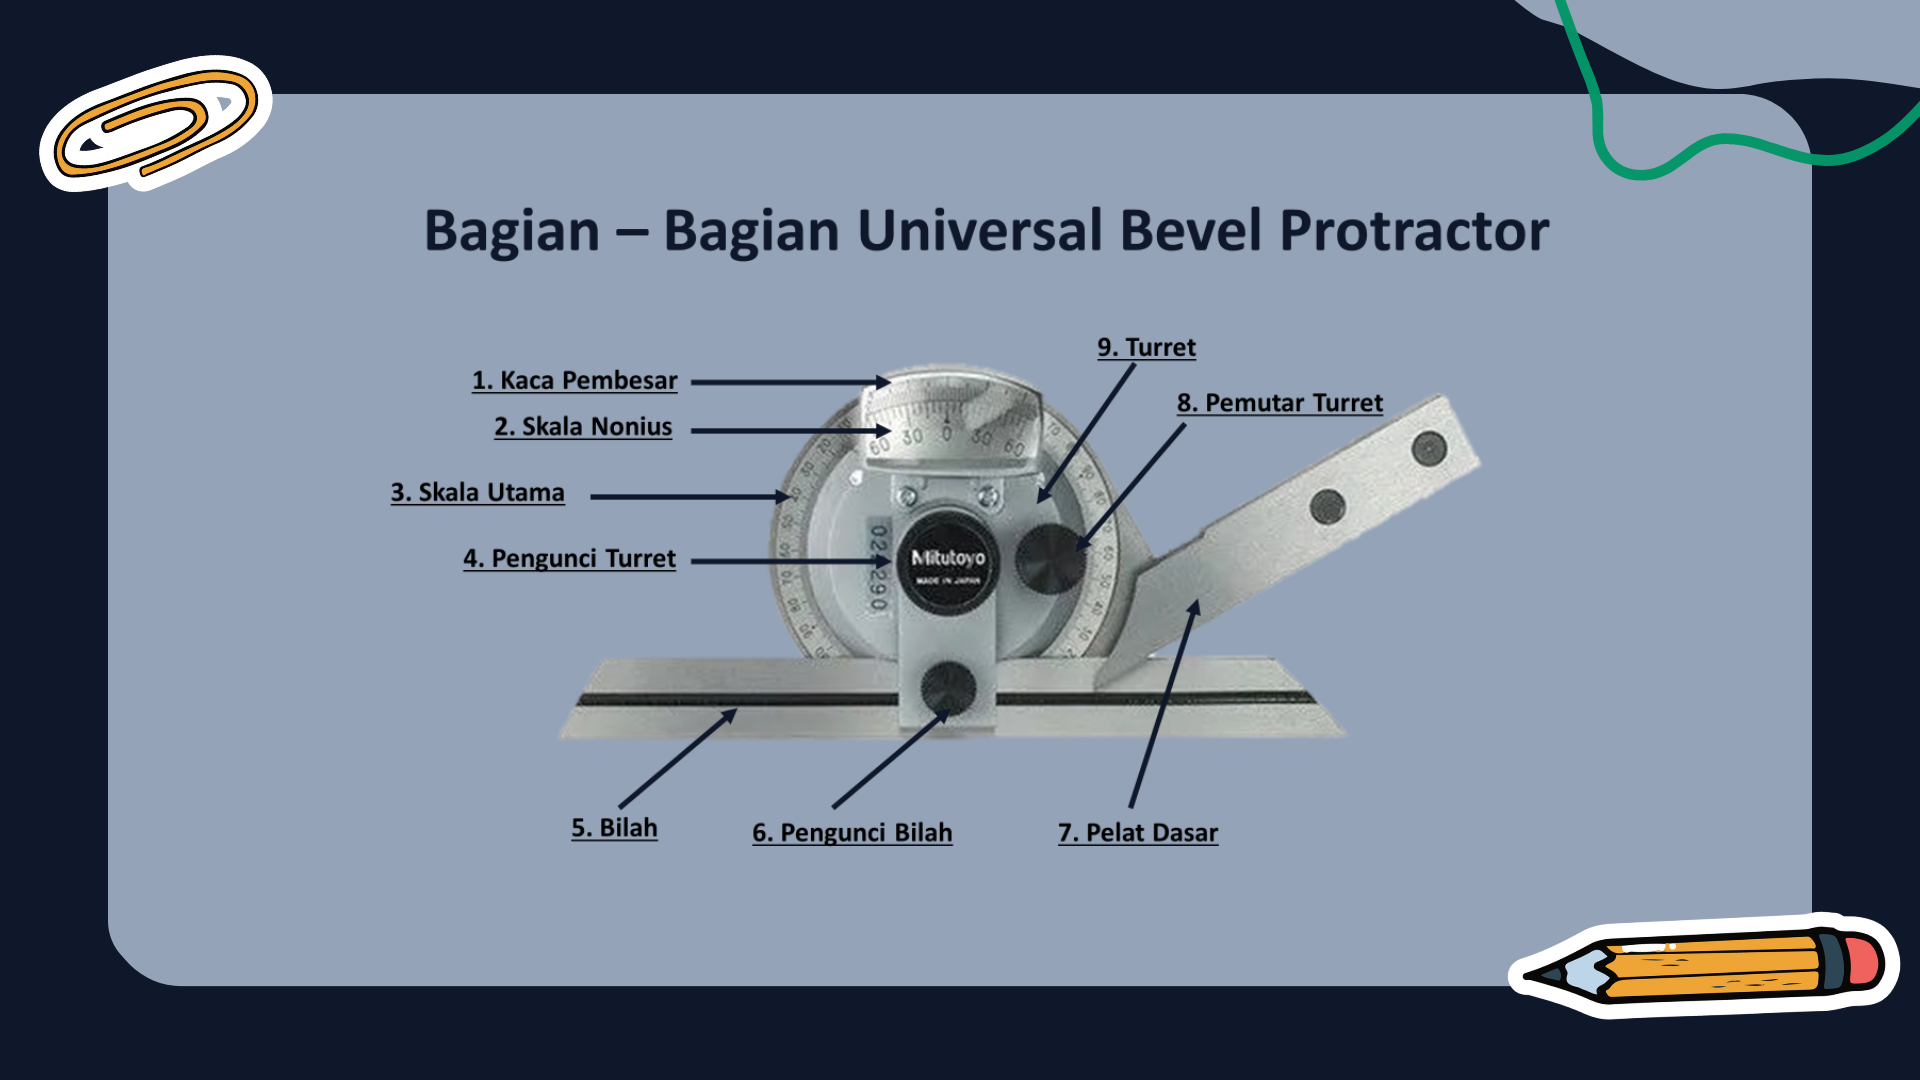 Bagian – Bagian Universal Bevel Protractor
9. Turret
1. Kaca Pembesar
8. Pemutar Turret
2. Skala Nonius
60 30 0 30 60
3. Skala Utama
4. Pengunci Turret
Mitutoyo
MADE IN JAPAN
5. Bilah
6. Pengunci Bilah
7. Pelat Dasar